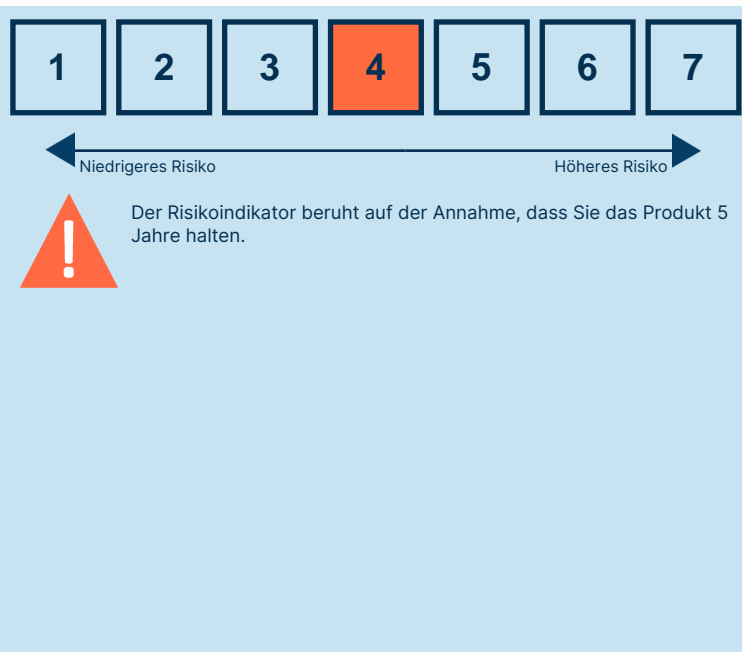 1 2 3 4 5 6 7
Niedrigeres Risiko Höheres Risiko
Der Risikoindikator beruht auf der Annahme, dass Sie das Produkt 5
Jahre halten.
!